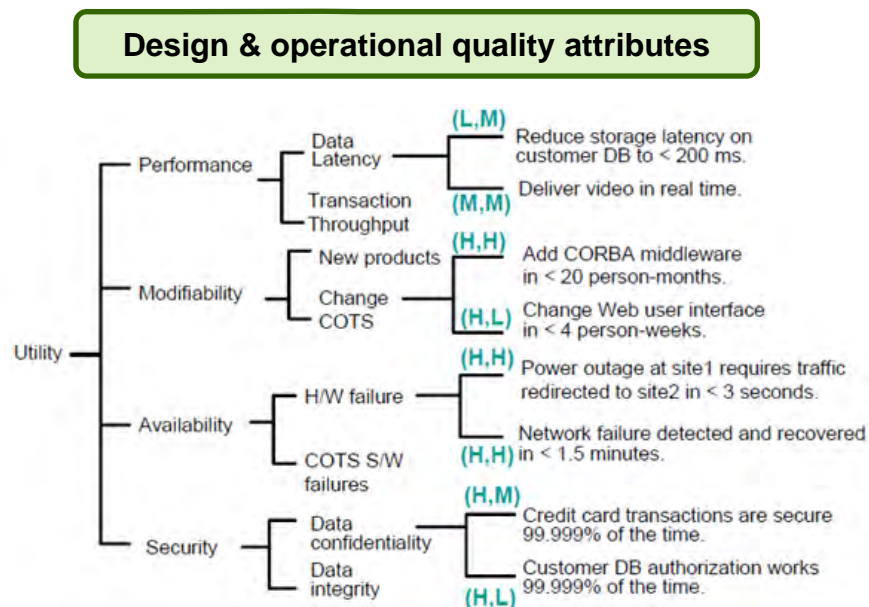 Design & operational quality attributes
Utility
Performance
Data
Latency
(L,M)
Reduce storage latency on
customer DB to < 200 ms.
(M,M)
Deliver video in real time.
Transaction
Throughput
Modifiability
New products
Change
COTS
(H,H)
Add CORBA middleware
in < 20 person-months.
(H,L)
Change Web user interface
in < 4 person-weeks.
Availability
H/W failure
(H,H)
Power outage at site1 requires traffic
redirected to site2 in < 3 seconds.
(H,H)
Network failure detected and recovered
in < 1.5 minutes.
COTS S/W
failures
Security
Data
confidentiality
(H,M)
Credit card transactions are secure
99.999% of the time.
(H,L)
Customer DB authorization works
99.999% of the time.
Data
integrity